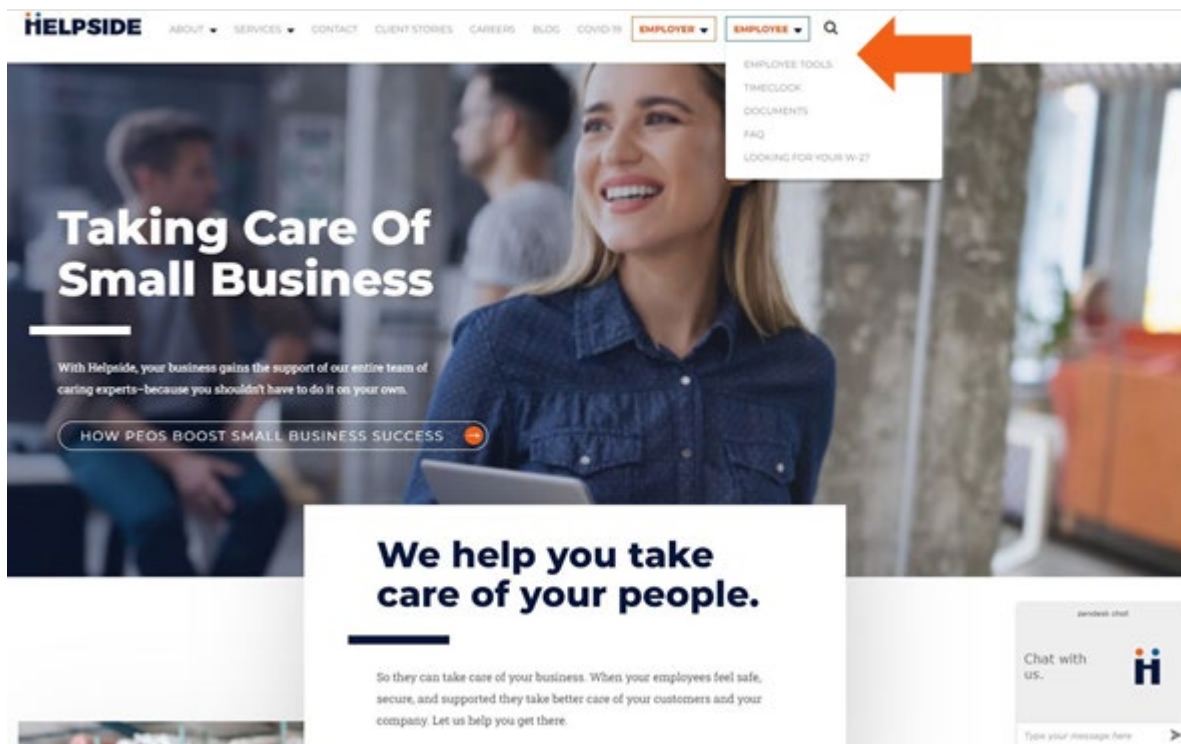 HELPSIDE
ABOUT SERVICES CONTACT CLIENT STORIES CAREERS BLOG COVID-19 EMPLOYER EMPLOYEE
EMPLOYEE TOOLS
TIMECLOCK
DOCUMENTS
FAQ
LOOKING FOR YOUR W-2?
Taking Care Of
Small Business
With Helpside, your business gains the support of our entire team of
caring experts–because you shouldn't have to do it on your own.
HOW PEOS BOOST SMALL BUSINESS SUCCESS
We help you take
care of your people.
So they can take care of your business. When your employees feel safe,
secure, and supported they take better care of your customers and your
company. Let us help you get there.
zendesk chat
Chat with
us.
H
Type your message here